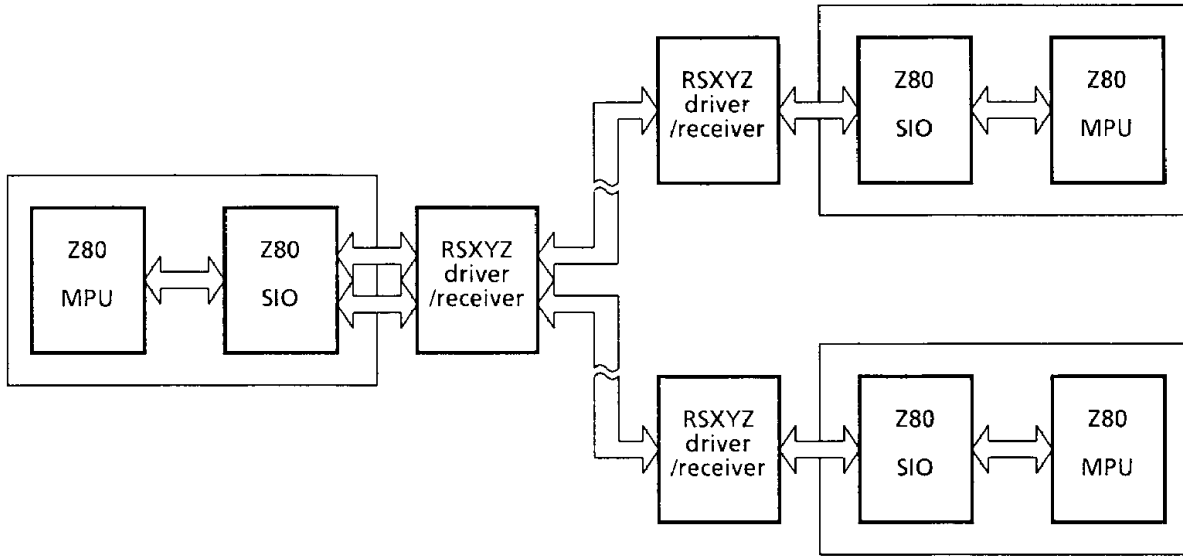 RSXYZ
driver
/receiver
Z80
SIO
Z80
MPU
Z80
MPU
Z80
SIO
RSXYZ
driver
/receiver
RSXYZ
driver
/receiver
Z80
SIO
Z80
MPU